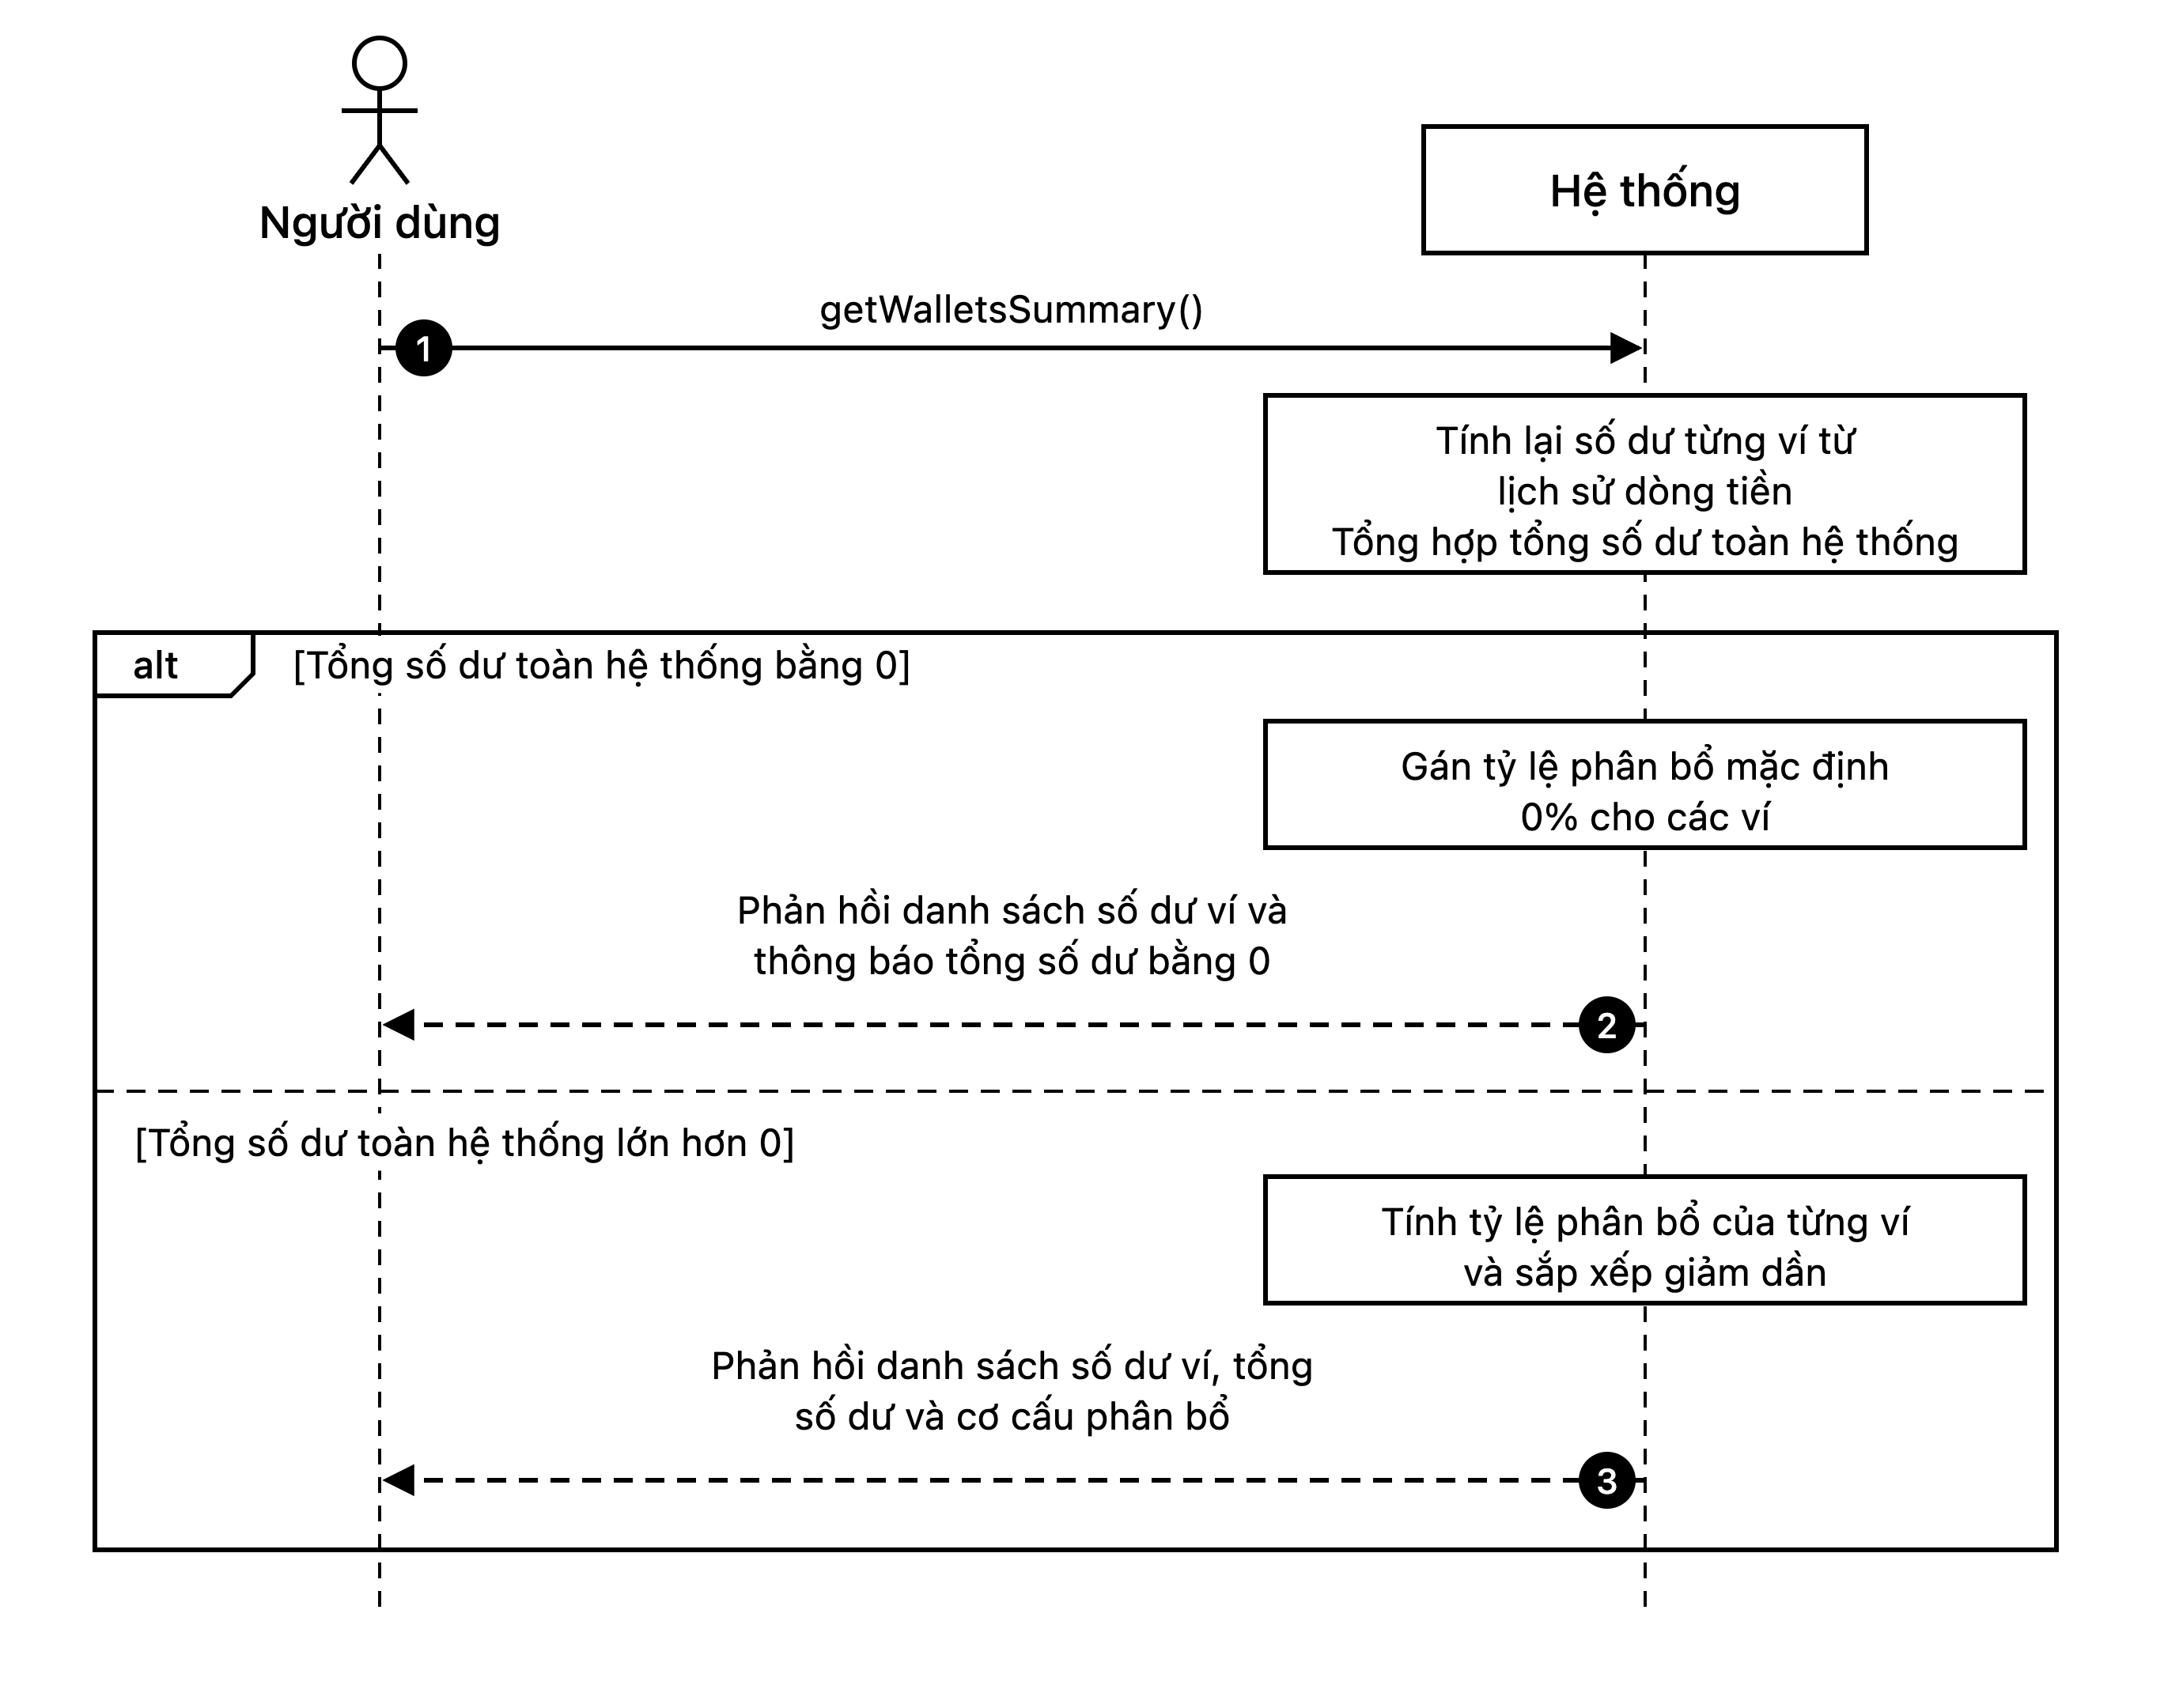 Người dùng
Hệ thống
getWalletsSummary()
1
Tính lại số dư từng ví từ
lịch sử dòng tiền
Tổng hợp tổng số dư toàn hệ thống
alt
[Tổng số dư toàn hệ thống bằng 0]
Gán tỷ lệ phân bổ mặc định
0% cho các ví
Phản hồi danh sách số dư ví và
thông báo tổng số dư bằng 0
2
[Tổng số dư toàn hệ thống lớn hơn 0]
Tính tỷ lệ phân bổ của từng ví
và sắp xếp giảm dần
Phản hồi danh sách số dư ví, tổng
số dư và cơ cấu phân bổ
3